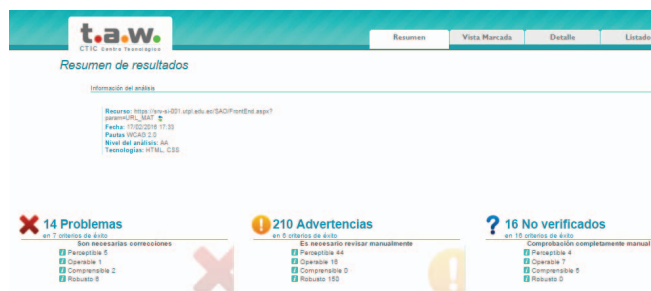 t.a.w.
CTIC Centro Tecnológico
Resumen
Vista Marcada
Detalle
Listado
Resumen de resultados
Información del análisis
Recurso: https://srv-si-001.utpl.edu.ec/SAD/FrontEnd.aspx?
param=URL_MAT
Fecha: 17/02/2016 17:33
Pautas WCAG 2.0
Nivel del análisis: AA
Tecnologías: HTML, CSS
14 Problemas
en 7 criterios de éxito
Son necesarias correcciones
Perceptible 5
Operable 1
Comprensible 2
Robusto 6
210 Advertencias
en 8 criterios de éxito
Es necesario revisar manualmente
Perceptible 44
Operable 16
Comprensible 0
Robusto 150
16 No verificados
en 16 criterios de éxito
Comprobación completamente manual
Perceptible 4
Operable 7
Comprensible 5
Robusto 0